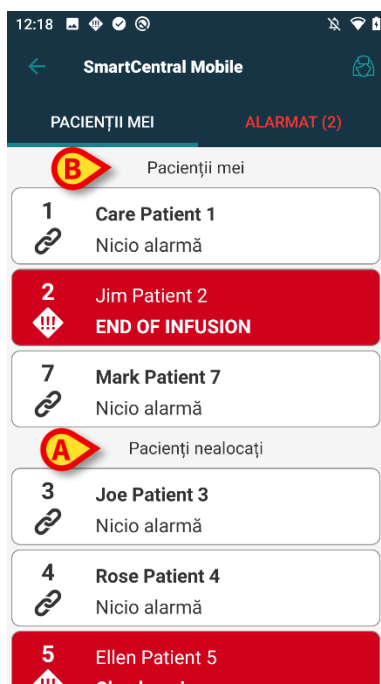 12:18
SmartCentral Mobile
PACIENȚII MEI
ALARMAT (2)
B
Pacienții mei
1
Care Patient 1
Nicio alarmă
2
Jim Patient 2
!!!
END OF INFUSION
7
Mark Patient 7
Nicio alarmă
A
Pacienți nealocați
3
Joe Patient 3
Nicio alarmă
4
Rose Patient 4
Nicio alarmă
5
Ellen Patient 5
!!!